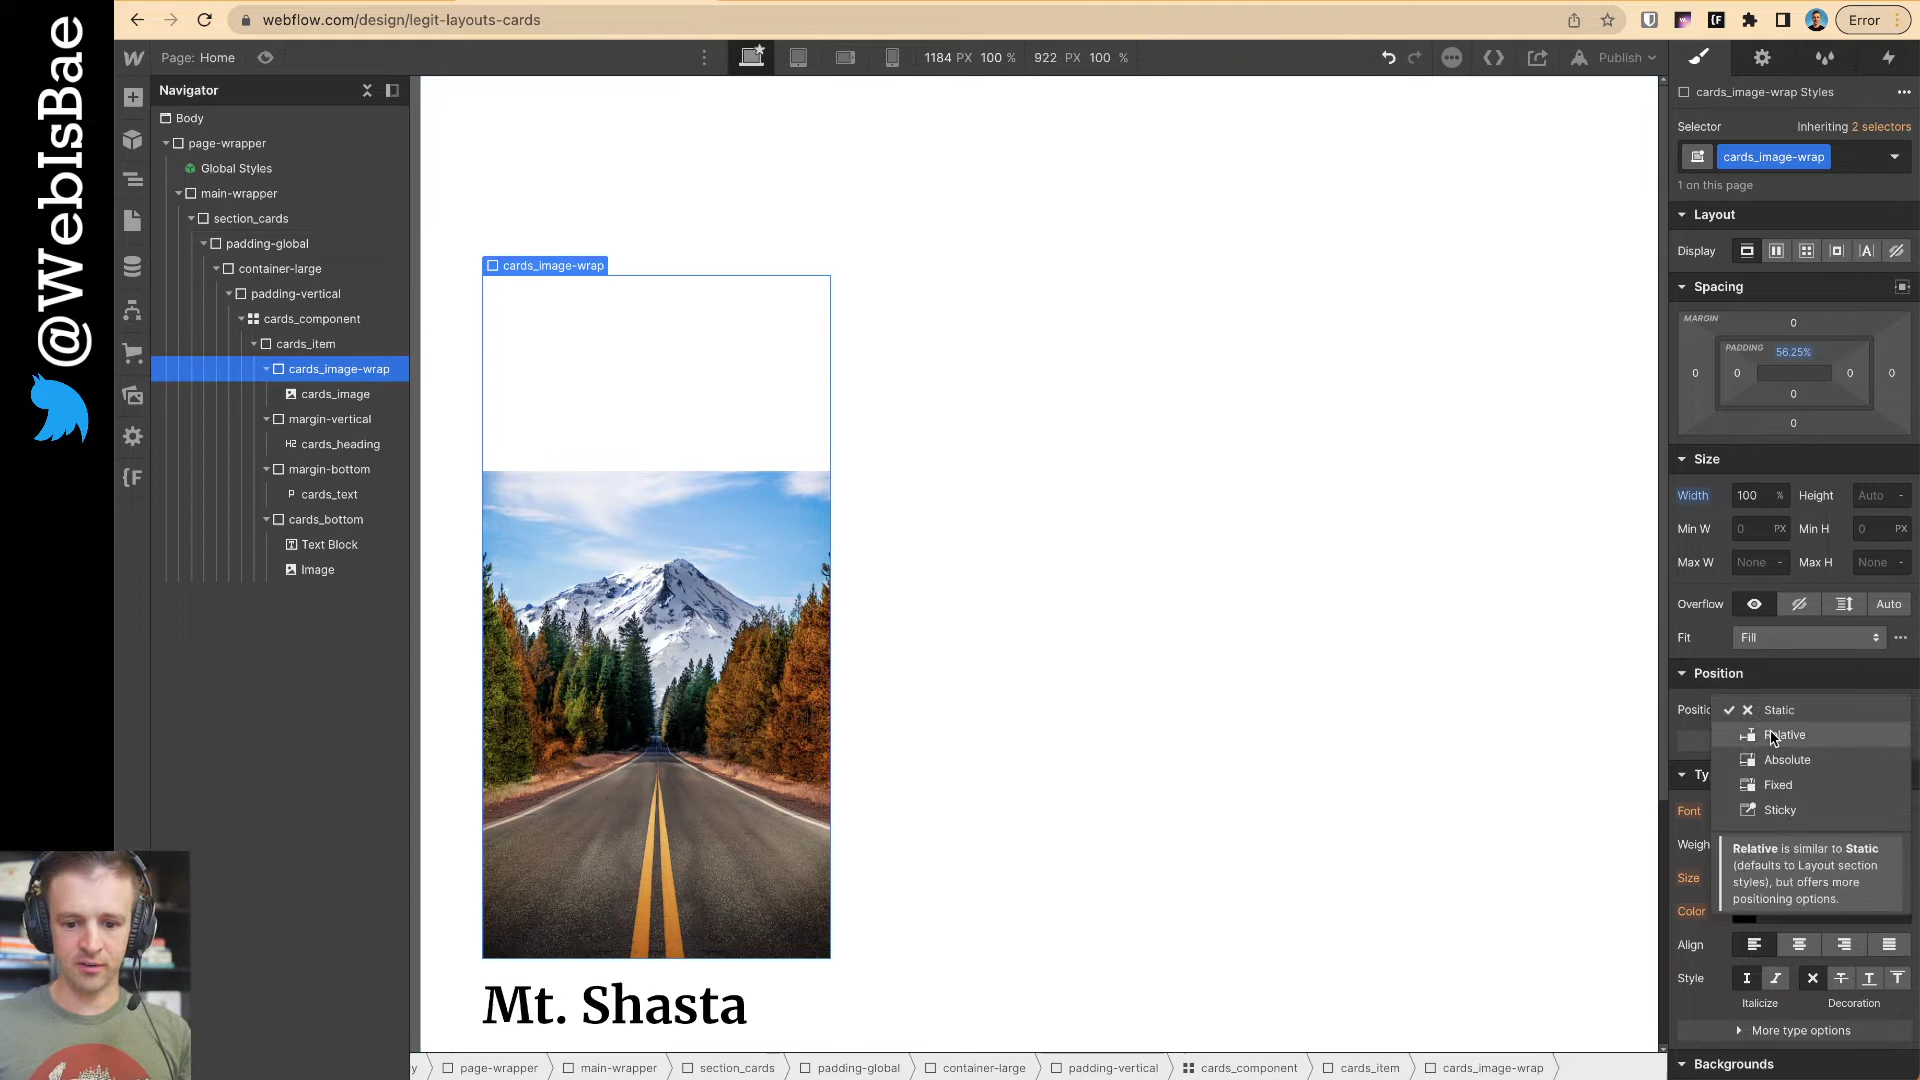 @WebIsBae
webflow.com/design/legit-layouts-cards
Error
Page: Home
1184 PX 100 %
922 PX 100 %
Publish
Navigator
Body
page-wrapper
Global Styles
main-wrapper
section_cards
padding-global
container-large
padding-vertical
cards_component
cards_item
cards_image-wrap
cards_image
margin-vertical
H2 cards_heading
margin-bottom
P cards_text
cards_bottom
Text Block
Image
cards_image-wrap
Mt. Shasta
page-wrapper
main-wrapper
section_cards
padding-global
container-large
padding-vertical
cards_component
cards_item
cards_image-wrap
cards_image-wrap Styles
Selector
Inheriting 2 selectors
cards_image-wrap
1 on this page
Layout
Display
Spacing
MARGIN
0
PADDING
56.25%
0 0 0 0
0
0
Size
Width 100 % Height Auto -
Min W 0 PX Min H 0 PX
Max W None - Max H None -
Overflow Auto
Fit Fill
Position
Static
Relative
Absolute
Fixed
Sticky
Font
Size
Color
Relative is similar to Static
(defaults to Layout section
styles), but offers more
positioning options.
Align
Style
Italicize Decoration
More type options
Backgrounds